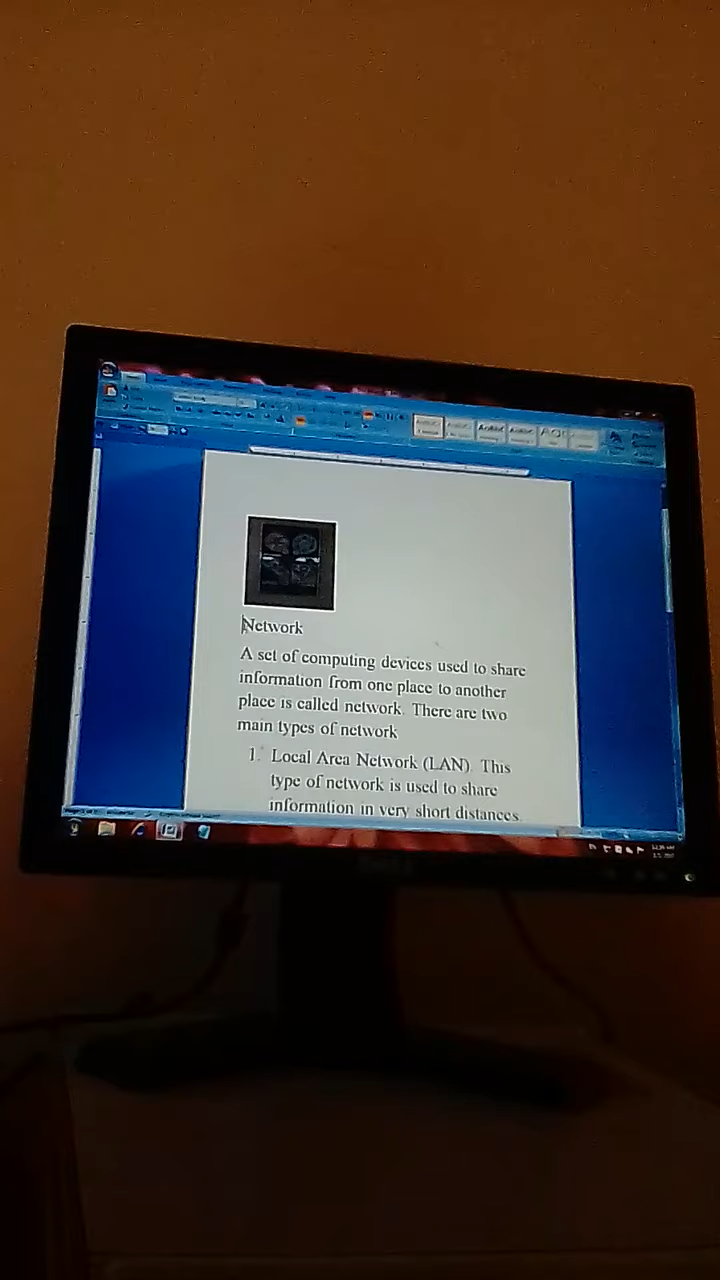 Network
A set of computing devices used to share
information from one place to another
place is called network. There are two
main types of network
1. Local Area Network (LAN). This
type of network is used to share
information in very short distances.